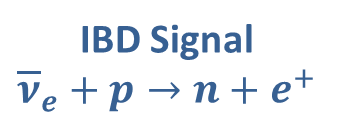 IBD Signal
ν̅ₑ + p → n + e⁺